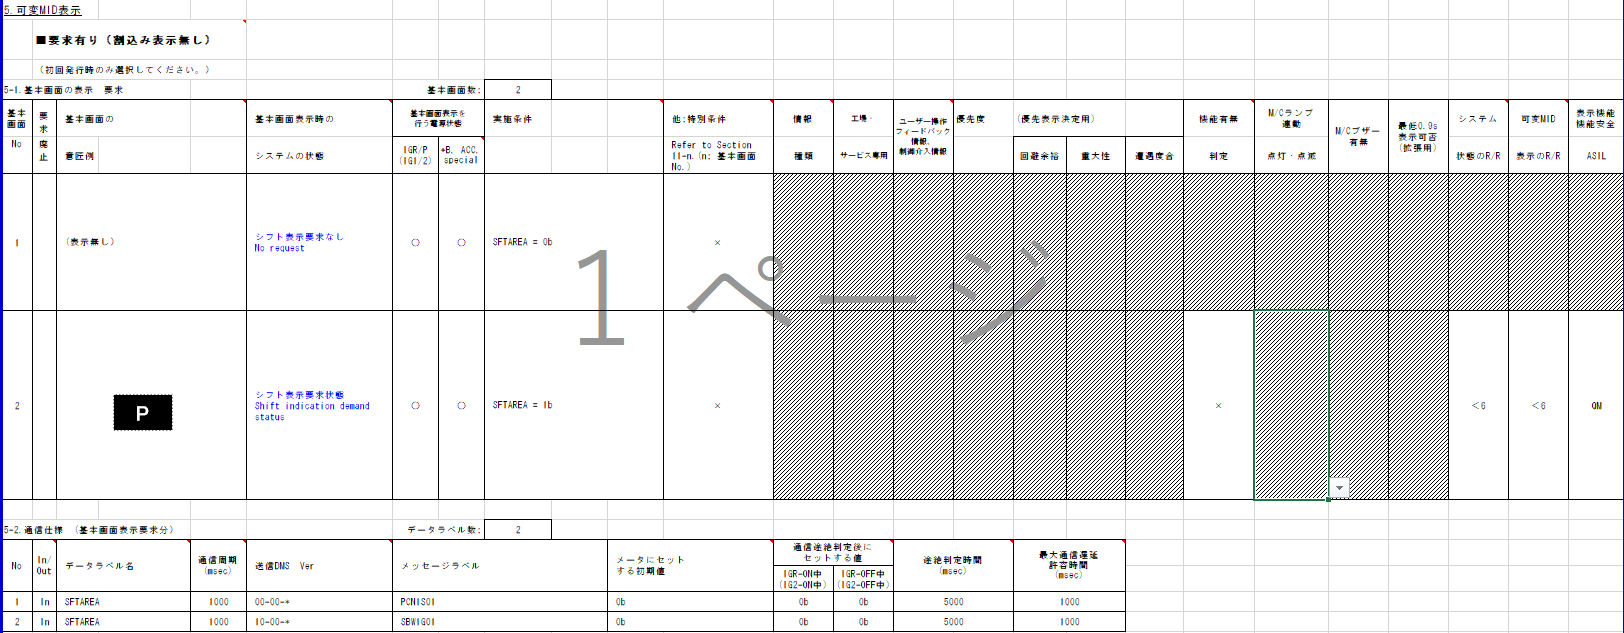 5. 可変MID表示
■要求有り（割込み表示無し）
（初回発行時のみ選択してください。）
5-1.基本画面の表示　要求
基本画面数:
2
基本
画面
No
要
求
廃
止
基本画面の
意匠例
基本画面表示時の
システムの状態
基本画面表示を
行う電源状態
IGR/P
(IG1/2)
*B, ACC,
special
実施条件
他:特別条件
Refer to Section
11-n.(n: 基本画面
No.)
情報
種類
工場・
サービス専用
ユーザー操作
フィードバック
情報、
制御介入情報
優先度
（優先表示決定用）
回避余裕
重大性
遭遇度合
機能有無
判定
M/Cランプ
連動
点灯・点滅
M/Cブザー
有無
最低0.9s
表示可否
(拡張用)
システム
状態のR/R
可変MID
表示のR/R
表示機能
機能安全
ASIL
1
（表示無し）
シフト表示要求なし
No request
○
○
SFTAREA = 0b
×
1 ページ
2
P
シフト表示要求状態
Shift indication demand
status
○
○
SFTAREA = 1b
×
×
＜6
＜6
QM
5-2.通信仕様　（基本画面表示要求分）
データラベル数:
2
No
In/
Out
データラベル名
通信周期
(msec)
送信DMS　Ver
メッセージラベル
メータにセット
する初期値
通信途絶判定後に
セットする値
IGR-ON中
(IG2-ON中)
IGR-OFF中
(IG2-OFF中)
途絶判定時間
(msec)
最大通信遅延
許容時間
(msec)
1 In SFTAREA 1000 00-00-* PCN1S01 0b 0b 0b 5000 1000
2 In SFTAREA 1000 10-00-* SBW1G01 0b 0b 0b 5000 1000